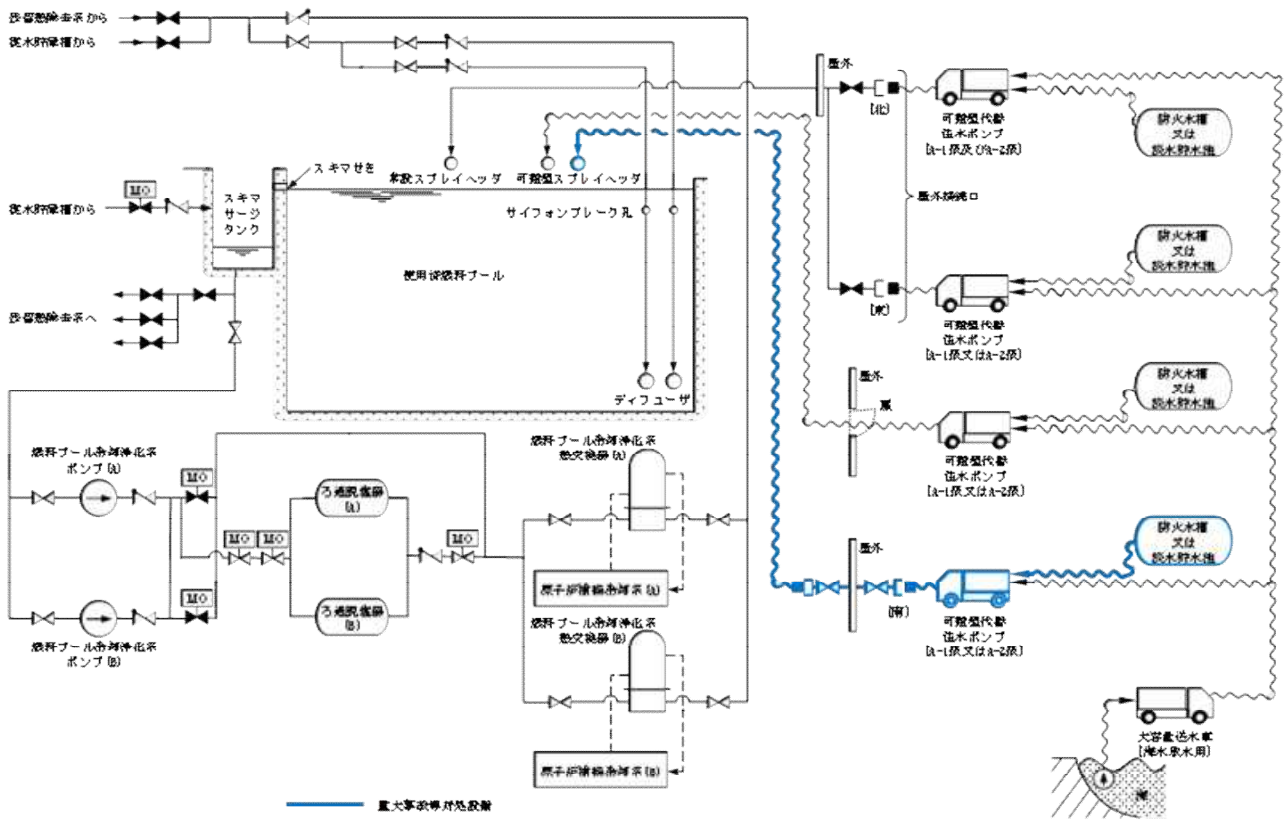 残留熱除去系から
復水貯蔵槽から
屋外
[北]
可搬型代替
注水ポンプ
[A-1級及びA-2級]
防火水槽
又は
淡水貯水池
スキマせき
常設スプレイヘッダ
可搬型スプレイヘッダ
屋外接続口
MO
復水貯蔵槽から
スキマ
サージ
タンク
サイフォンブレーク孔
防火水槽
又は
淡水貯水池
使用済燃料プール
残留熱除去系へ
[東]
可搬型代替
注水ポンプ
[A-1級又はA-2級]
ディフューザ
屋外
扉
防火水槽
又は
淡水貯水池
可搬型代替
注水ポンプ
[A-1級又はA-2級]
燃料プール冷却浄化系
ポンプ(A)
MO
ろ過脱塩器
(A)
燃料プール冷却浄化系
熱交換器(A)
MO
MO
MO
原子炉補機冷却系(A)
屋外
防火水槽
又は
淡水貯水池
[南]
可搬型代替
注水ポンプ
[A-1級又はA-2級]
MO
ろ過脱塩器
(B)
燃料プール冷却浄化系
ポンプ(B)
燃料プール冷却浄化系
熱交換器(B)
原子炉補機冷却系(B)
大容量送水車
[海水取水用]
海
重大事故等対処設備